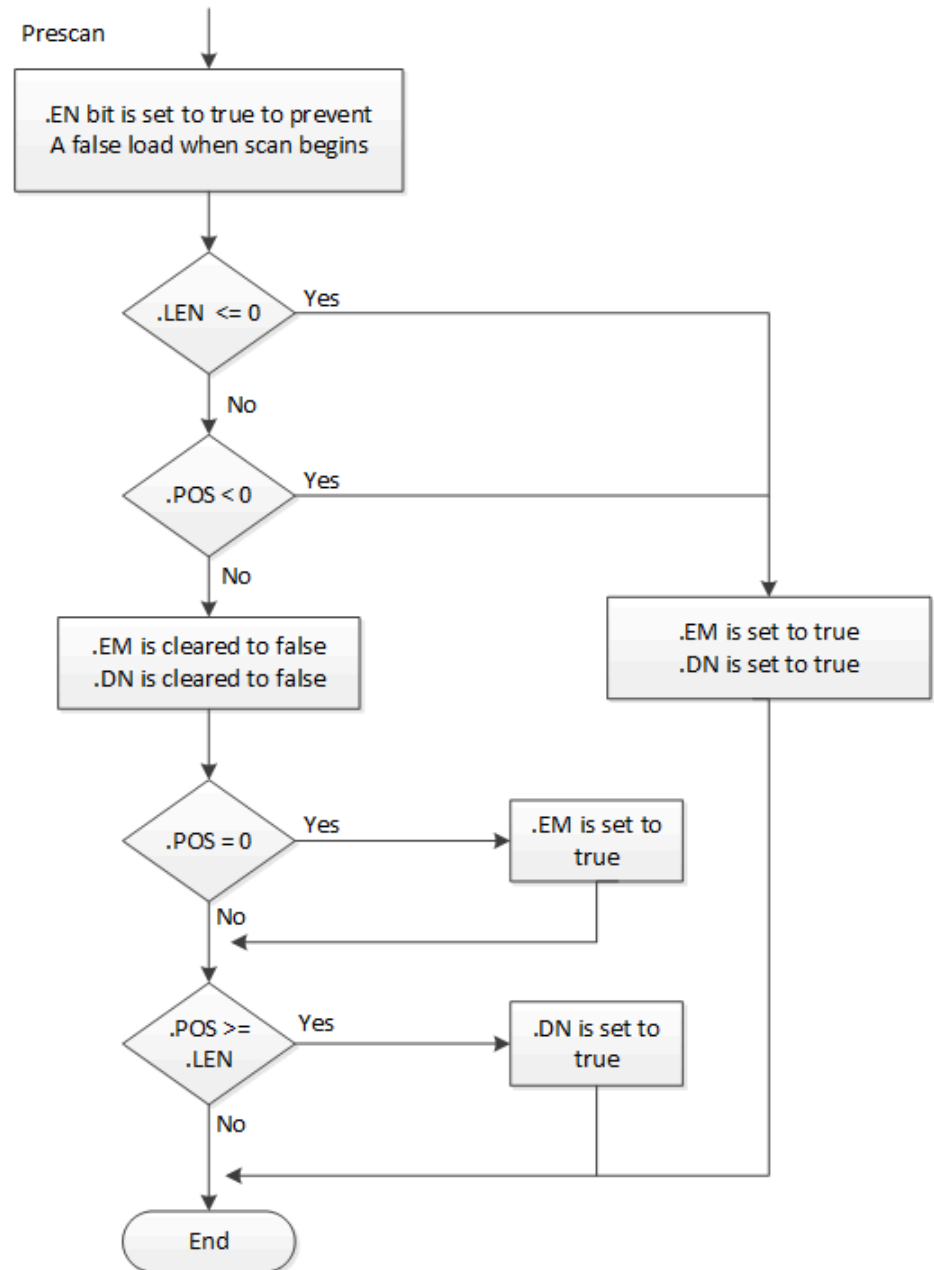 Prescan
.EN bit is set to true to prevent
A false load when scan begins
.LEN <= 0
Yes
No
.POS < 0
Yes
No
.EM is cleared to false
.DN is cleared to false
.EM is set to true
.DN is set to true
.POS = 0
Yes
.EM is set to
true
No
.POS >=
.LEN
Yes
.DN is set to
true
No
End